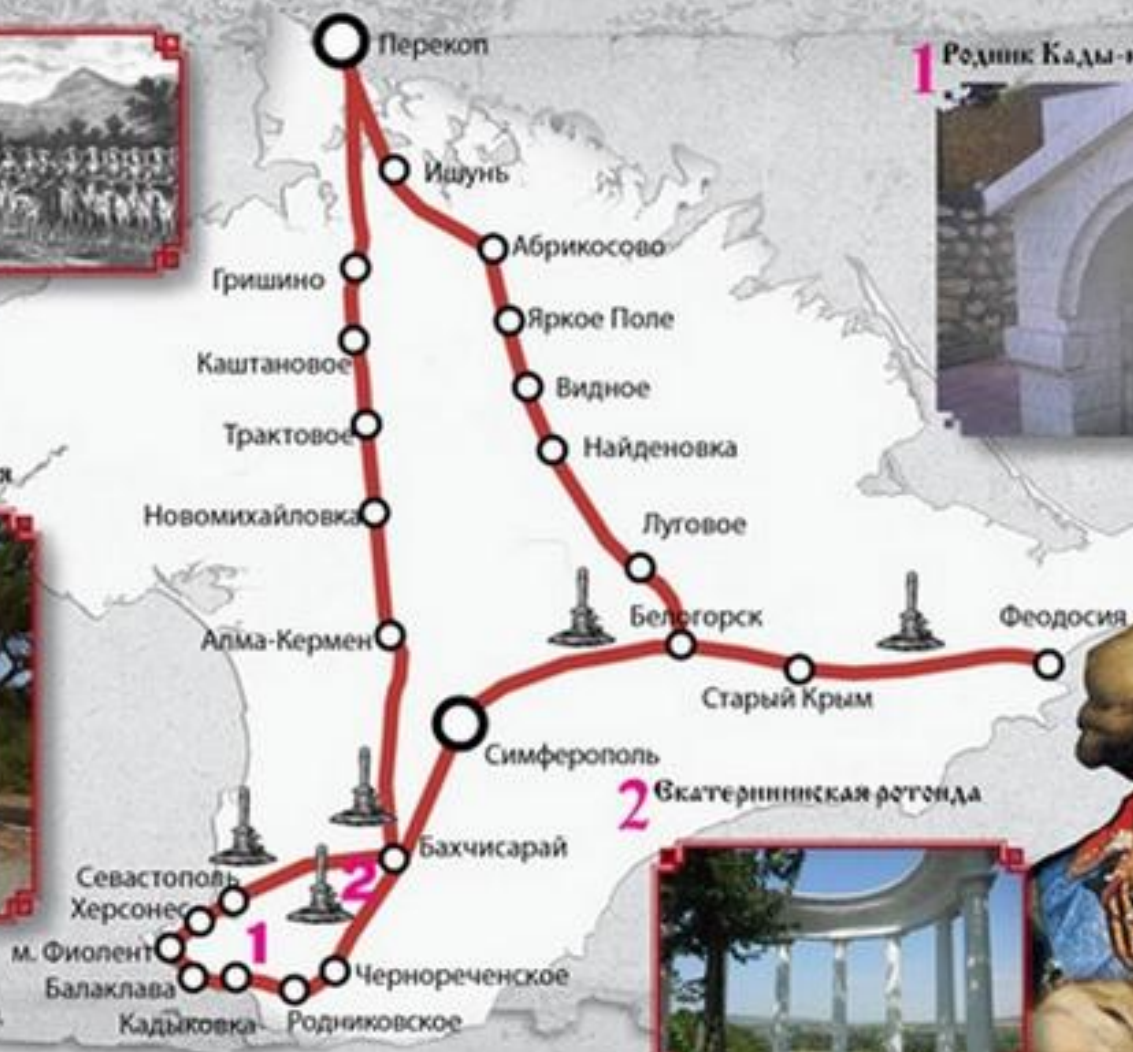 Перекоп
1 Родник Кады-
Ишунь
Абрикосово
Гришино
Яркое Поле
Каштановое
Видное
Трактовое
Найденовка
я
Новомихайловка
Луговое
Белогорск
Феодосия
Алма-Кермен
Старый Крым
Симферополь
2 Екатерининская ротонда
Бахчисарай
Севастополь
2
Херсонес
1
м. Фиолент
Чернореченское
Балаклава
Кадыковка
Родниковское